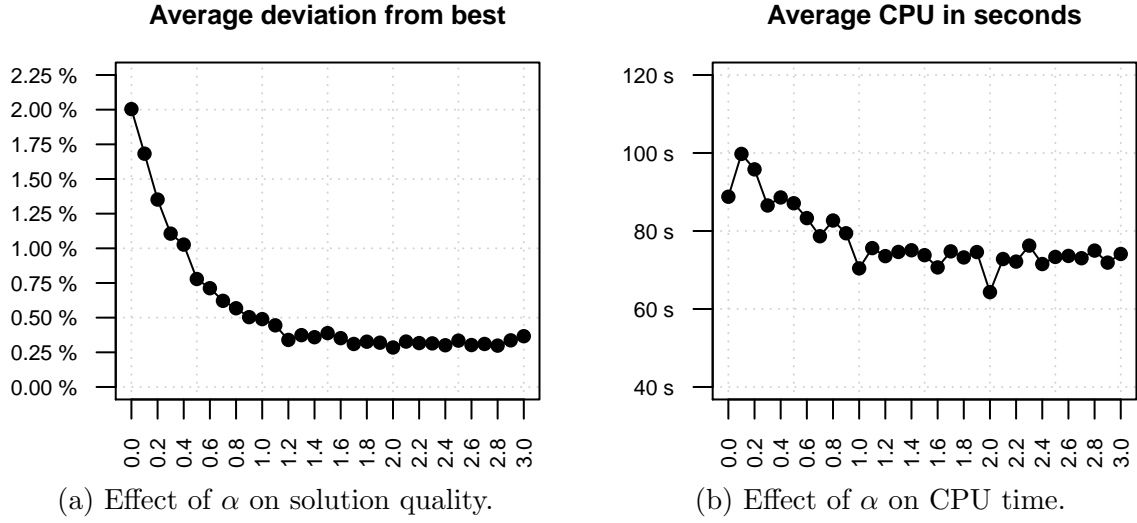 Average deviation from best
2.25 %
2.00 %
1.75 %
1.50 %
1.25 %
1.00 %
0.75 %
0.50 %
0.25 %
0.00 %
0.0 0.2 0.4 0.6 0.8 1.0 1.2 1.4 1.6 1.8 2.0 2.2 2.4 2.6 2.8 3.0
(a) Effect of α on solution quality.
Average CPU in seconds
120 s
100 s
80 s
60 s
40 s
0.0 0.2 0.4 0.6 0.8 1.0 1.2 1.4 1.6 1.8 2.0 2.2 2.4 2.6 2.8 3.0
(b) Effect of α on CPU time.